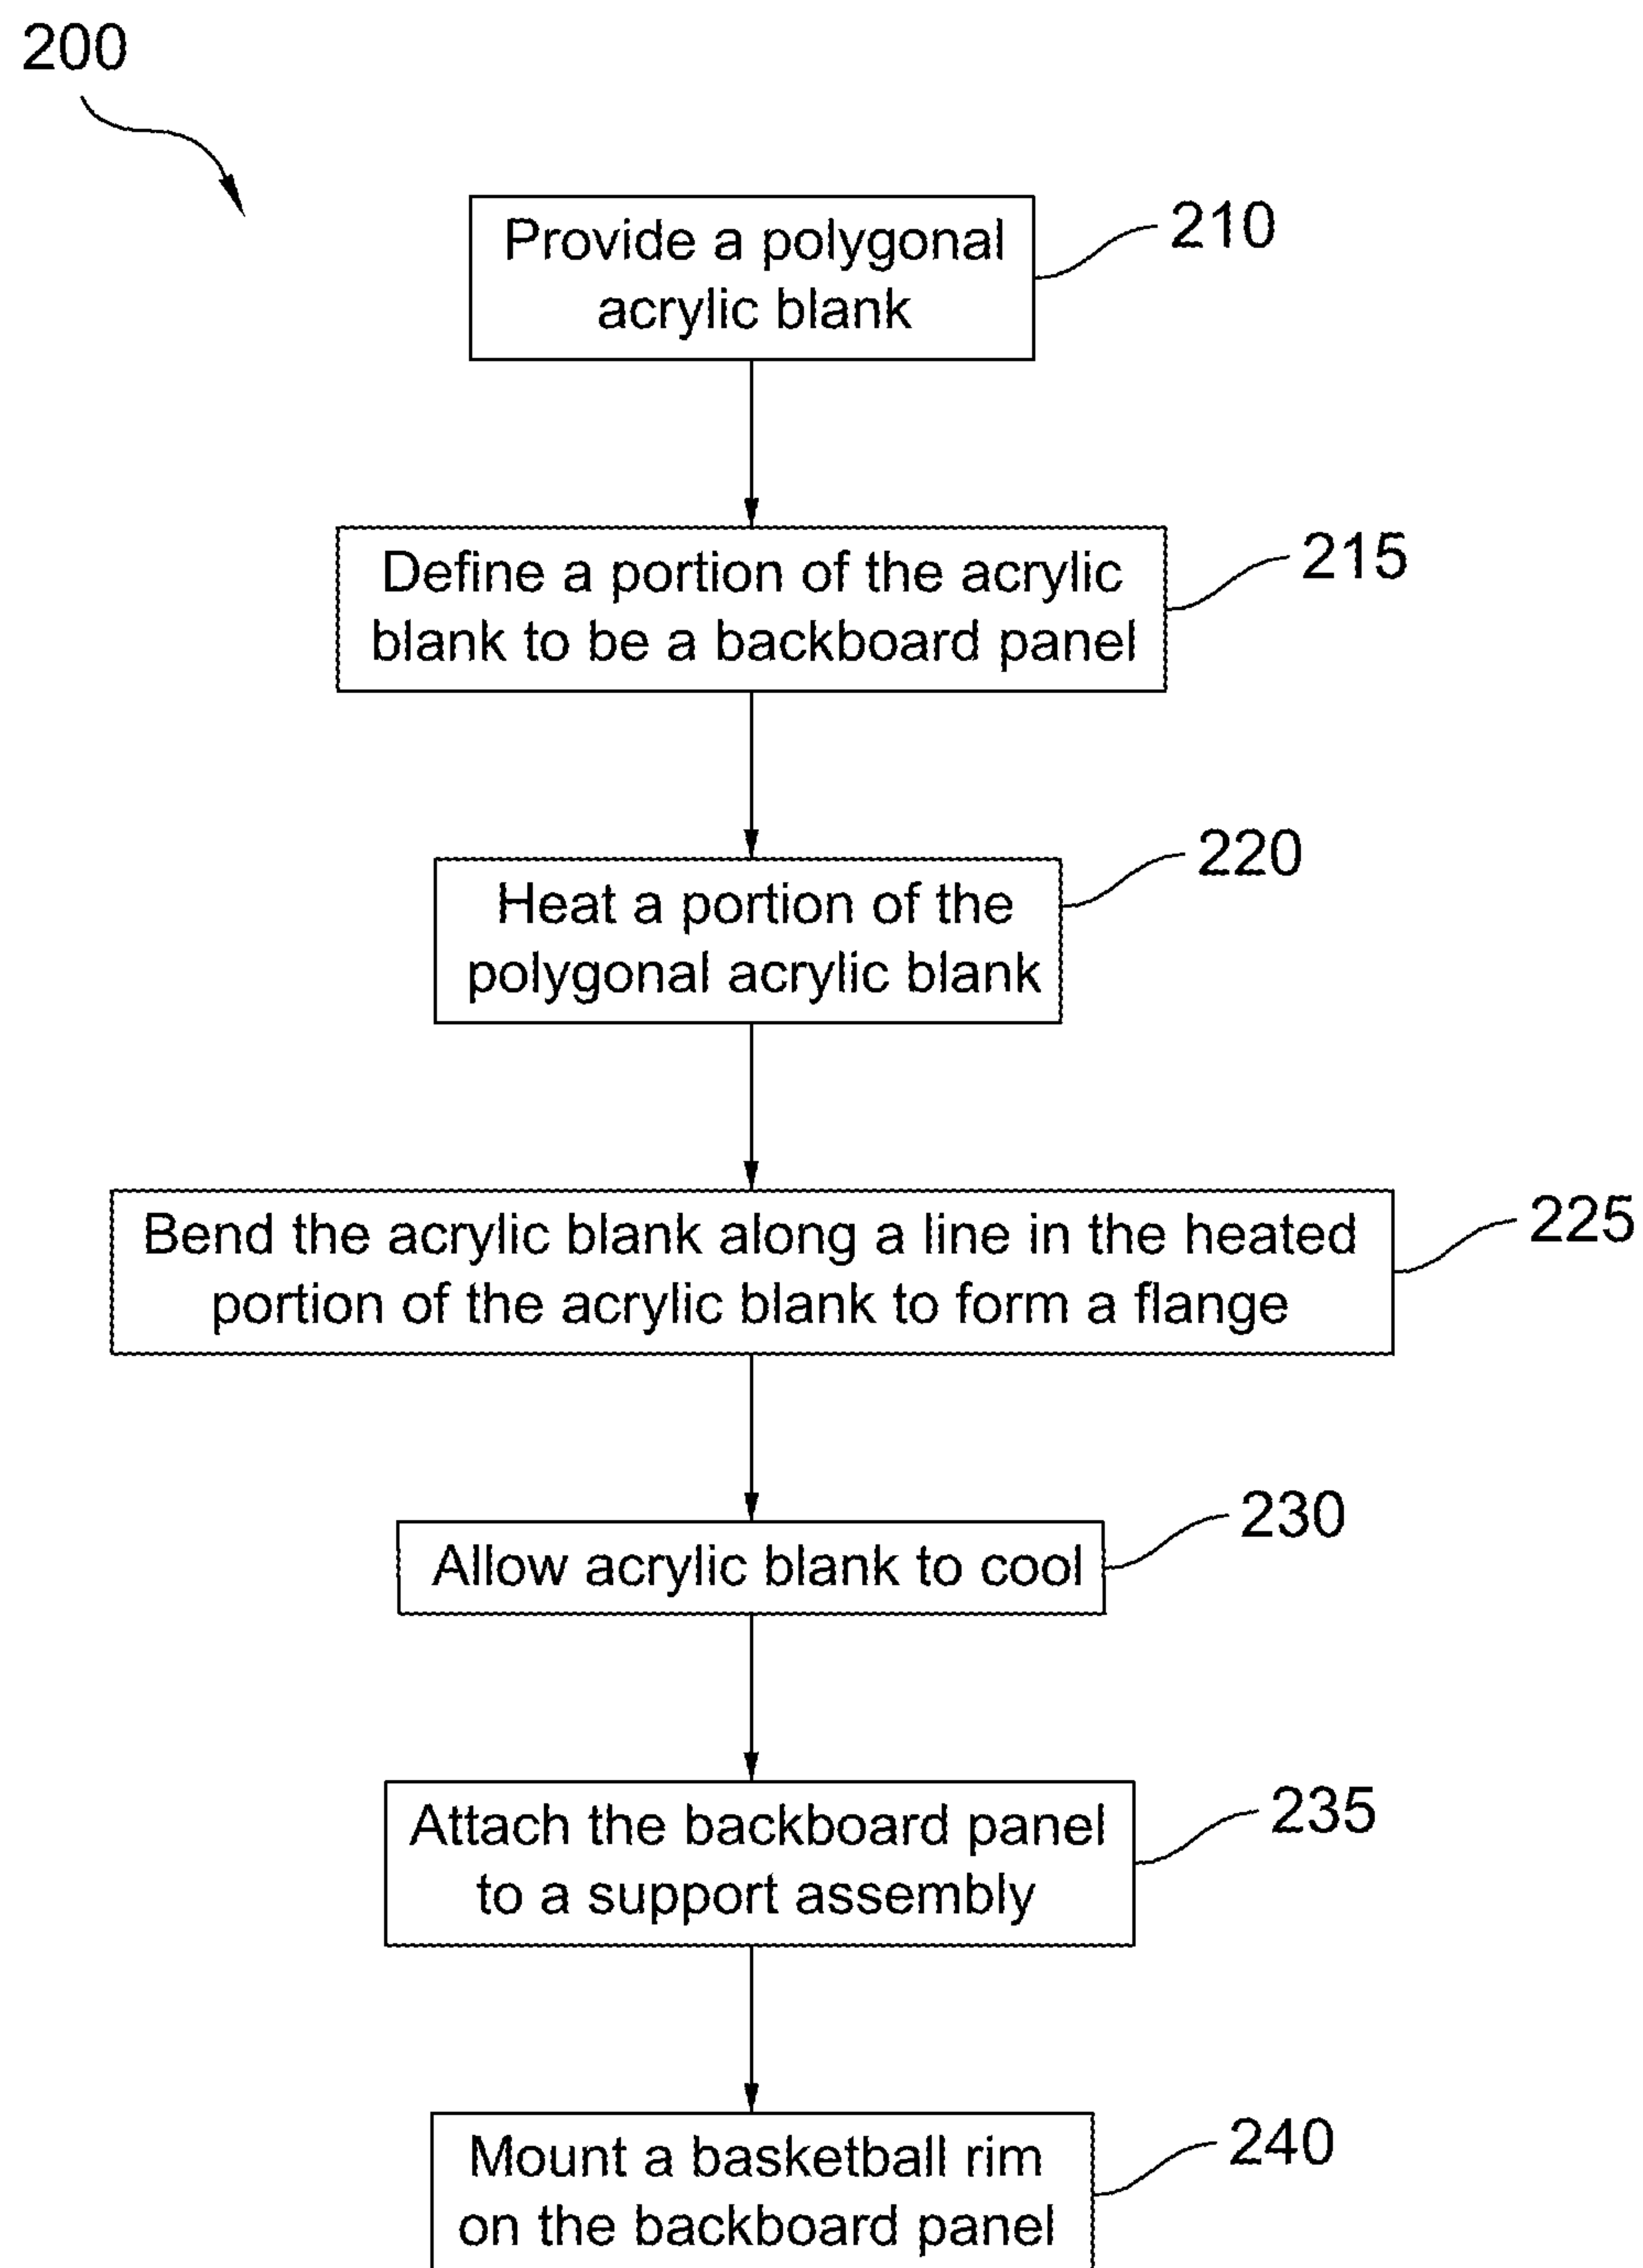 200
Provide a polygonal
acrylic blank
210
Define a portion of the acrylic
blank to be a backboard panel
215
Heat a portion of the
polygonal acrylic blank
220
Bend the acrylic blank along a line in the heated
portion of the acrylic blank to form a flange
225
Allow acrylic blank to cool
230
Attach the backboard panel
to a support assembly
235
Mount a basketball rim
on the backboard panel
240